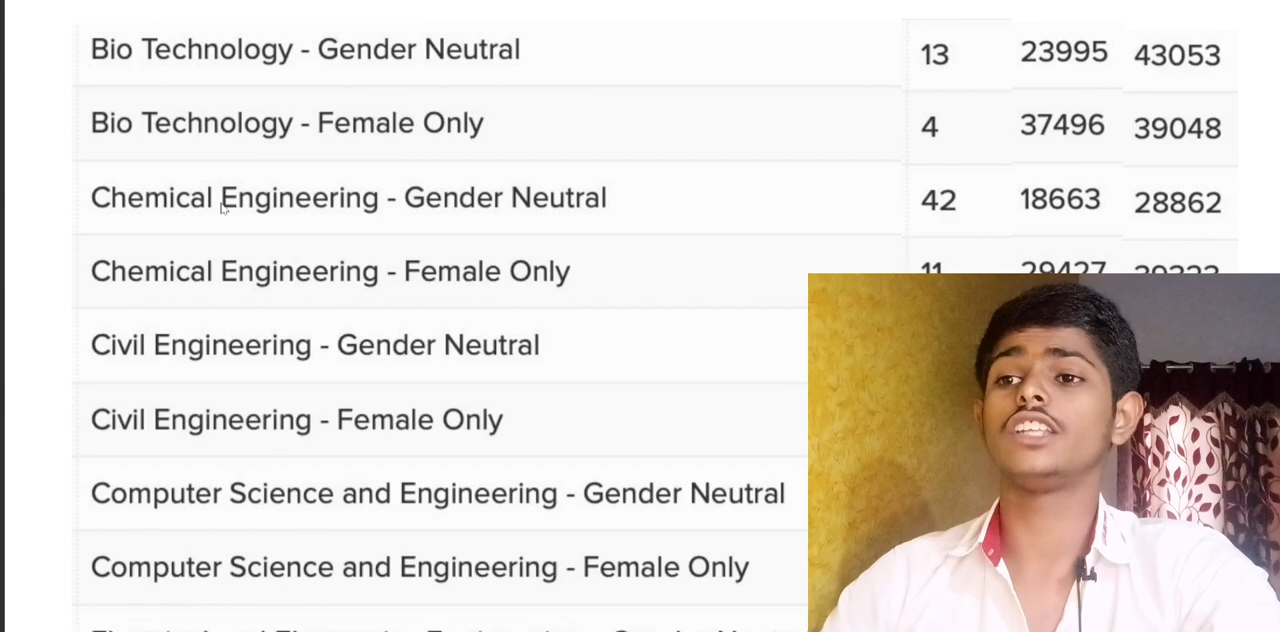 Bio Technology - Gender Neutral 13 23995 43053
Bio Technology - Female Only 4 37496 39048
Chemical Engineering - Gender Neutral 42 18663 28862
Chemical Engineering - Female Only 11 29427
Civil Engineering - Gender Neutral
Civil Engineering - Female Only
Computer Science and Engineering - Gender Neutral
Computer Science and Engineering - Female Only